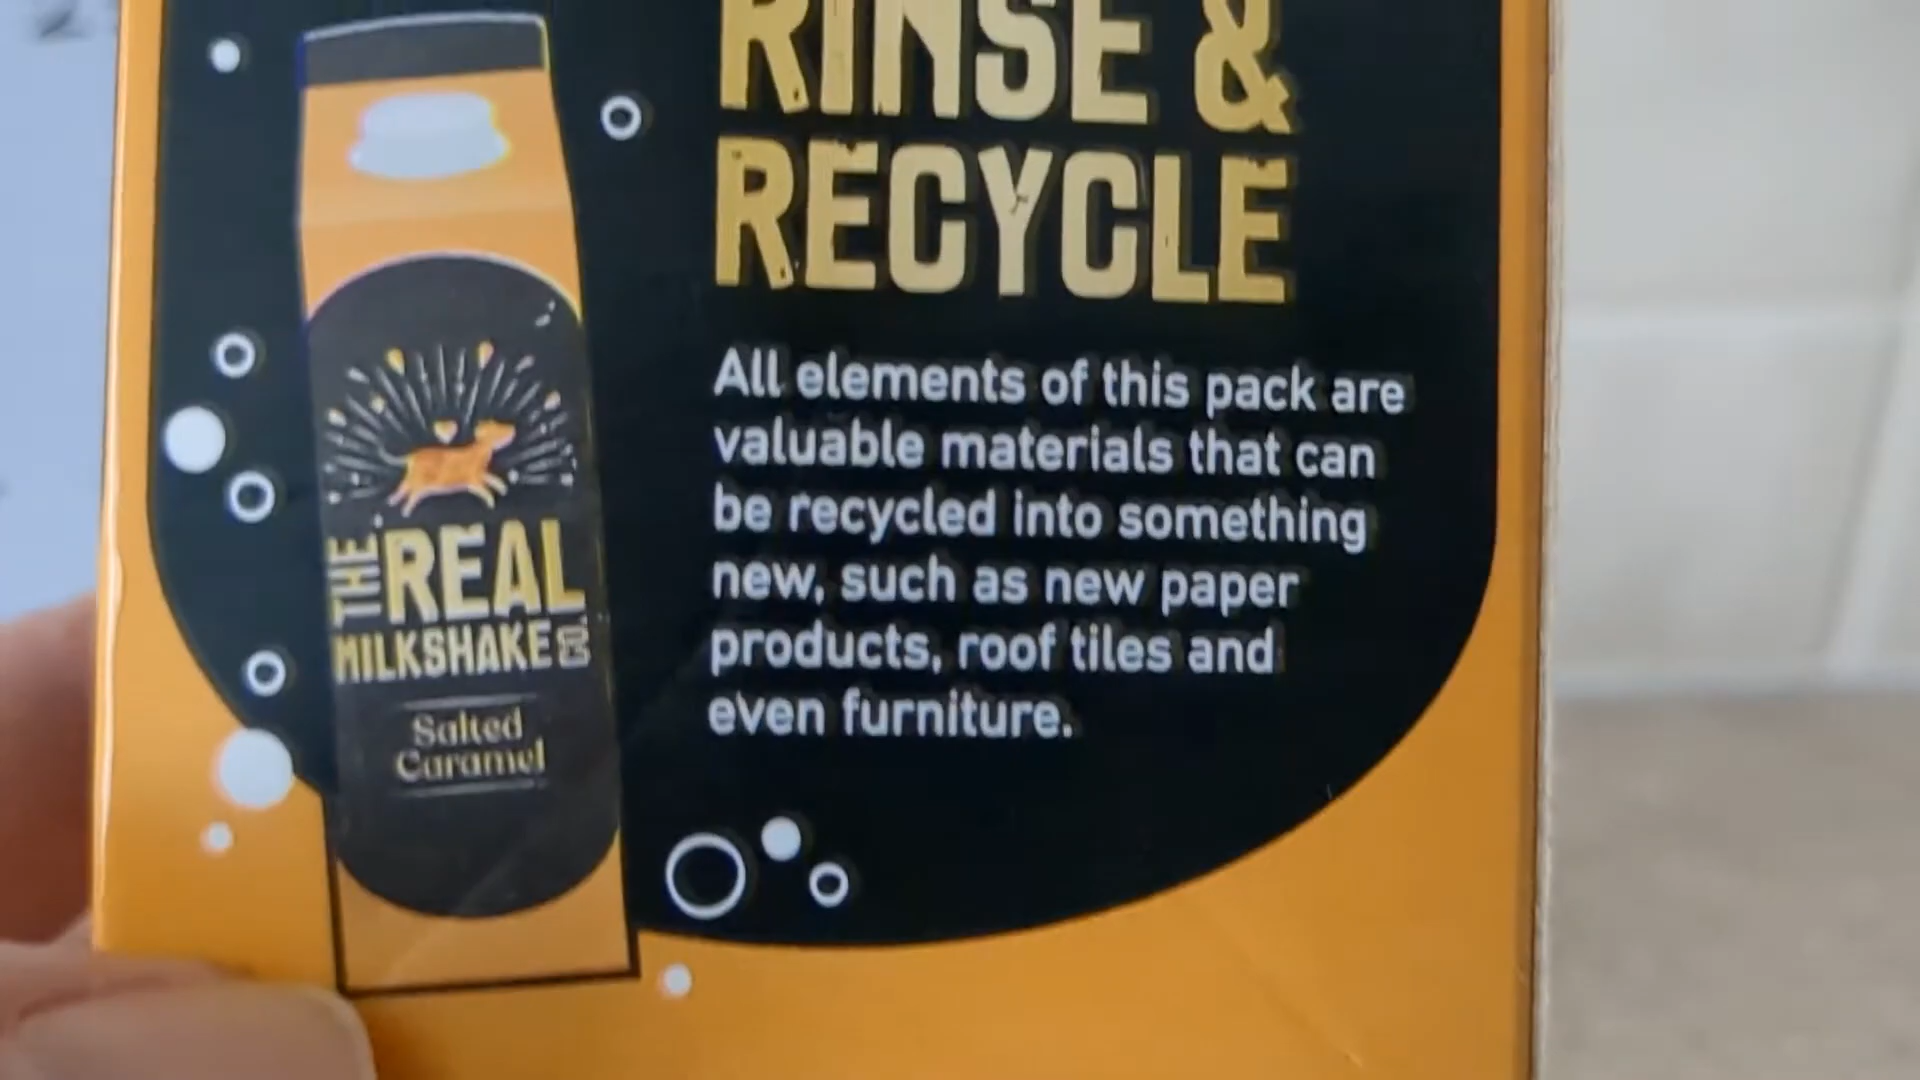 RINSE &
RECYCLE
All elements of this pack are
valuable materials that can
be recycled into something
new, such as new paper
products, roof tiles and
even furniture.
THE REAL
MILKSHAKE CO.
Salted
Caramel